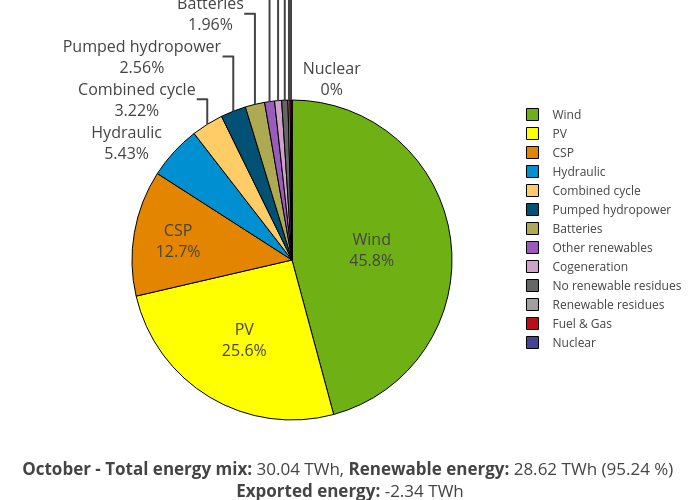 Batteries
1.96%
Pumped hydropower
2.56%
Combined cycle
3.22%
Hydraulic
5.43%
Nuclear
0%
CSP
12.7%
Wind
45.8%
PV
25.6%
Wind
PV
CSP
Hydraulic
Combined cycle
Pumped hydropower
Batteries
Other renewables
Cogeneration
No renewable residues
Renewable residues
Fuel & Gas
Nuclear
October - Total energy mix: 30.04 TWh, Renewable energy: 28.62 TWh (95.24 %)
Exported energy: -2.34 TWh